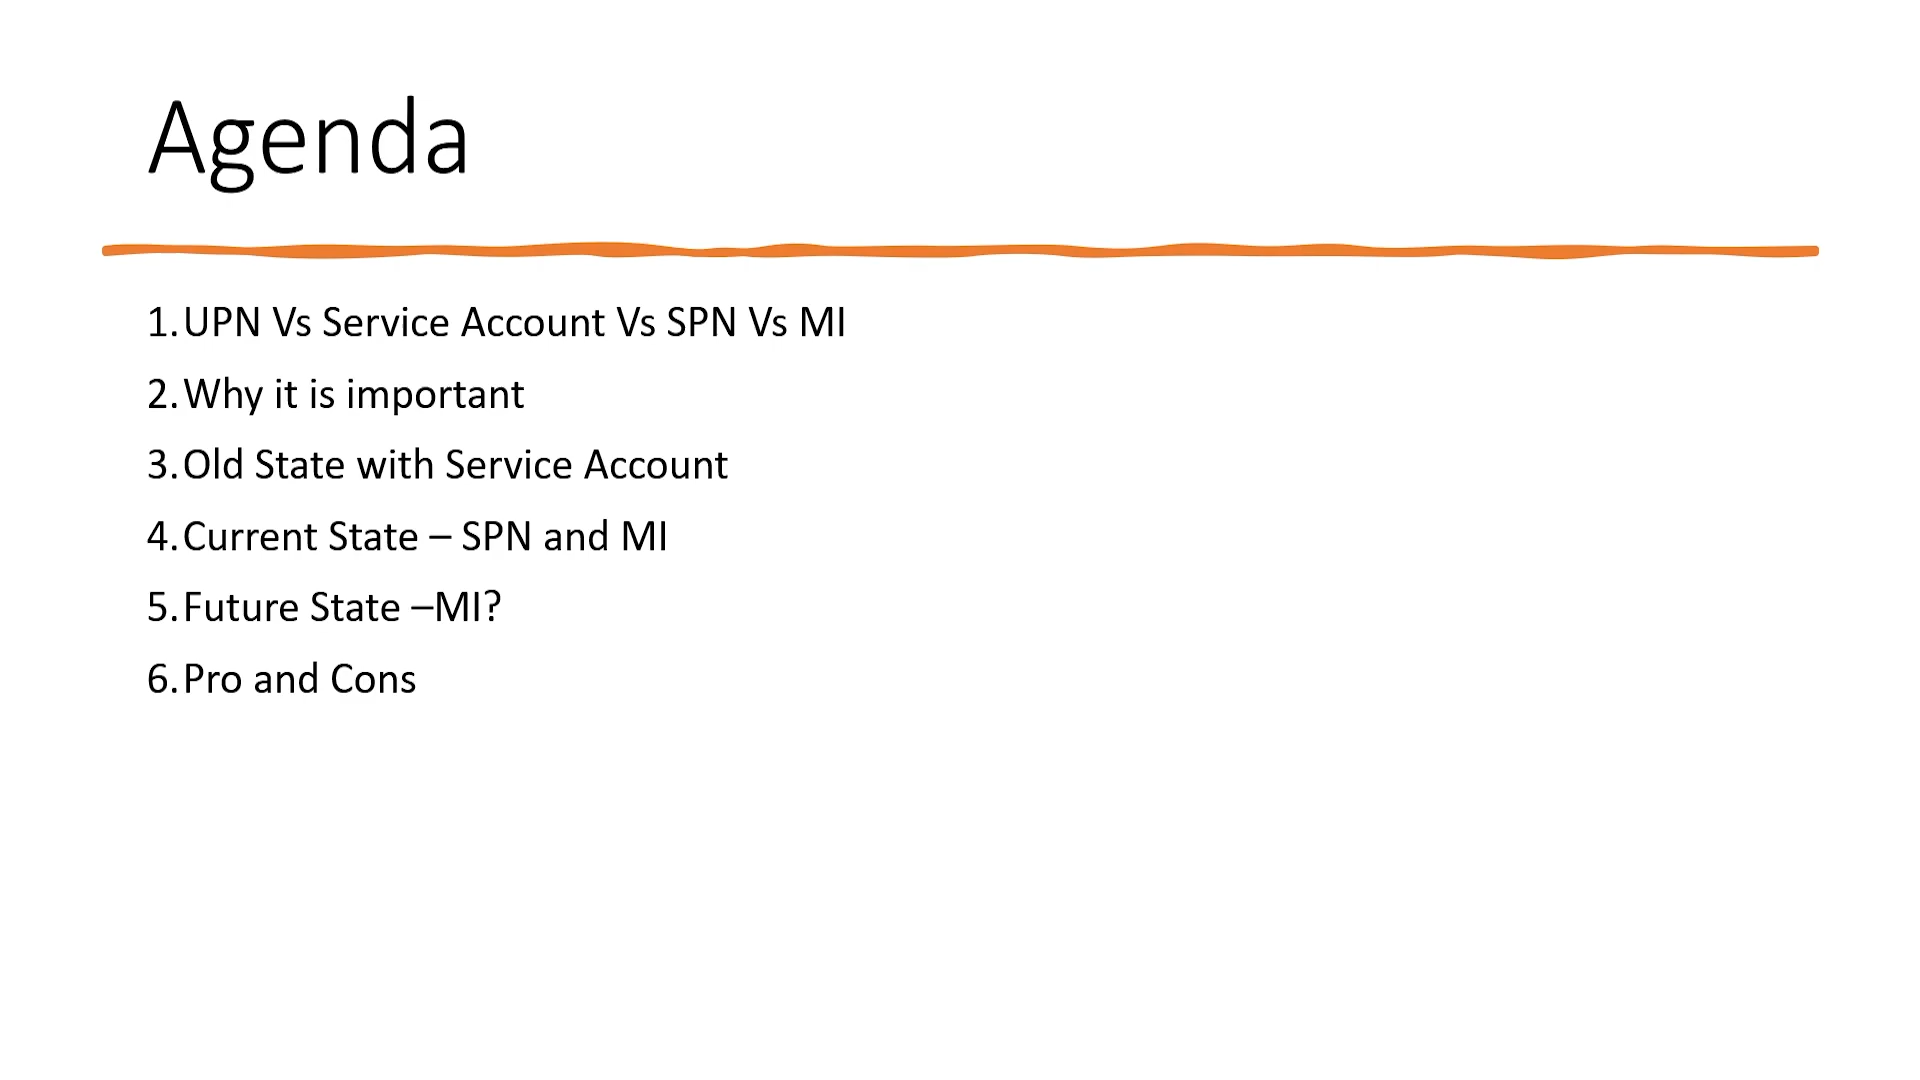 Agenda
1.UPN Vs Service Account Vs SPN Vs MI
2.Why it is important
3.Old State with Service Account
4.Current State – SPN and MI
5.Future State –MI?
6.Pro and Cons